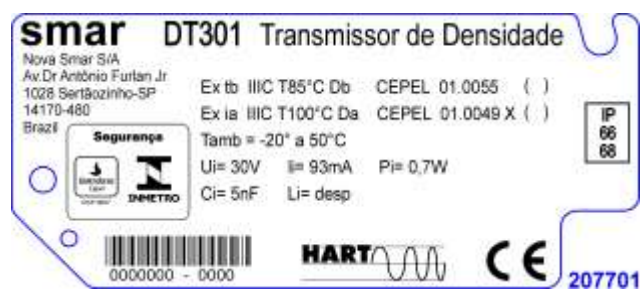 smar DT301 Transmissor de Densidade
Nova Smar S/A
Av.Dr Antônio Furlan Jr
1028 Sertãozinho-SP
14170-480
Brazil
Ex tb IIIC T85°C Db CEPEL 01.0055 ( )
Ex ia IIIC T100°C Da CEPEL 01.0049 X ( )
Tamb = -20° a 50°C
Ui= 30V Ii= 93mA Pi= 0,7W
Ci= 5nF Li= desp
IP
66
68
Segurança
INMETRO
0000000 - 0000
HART
CE
207701